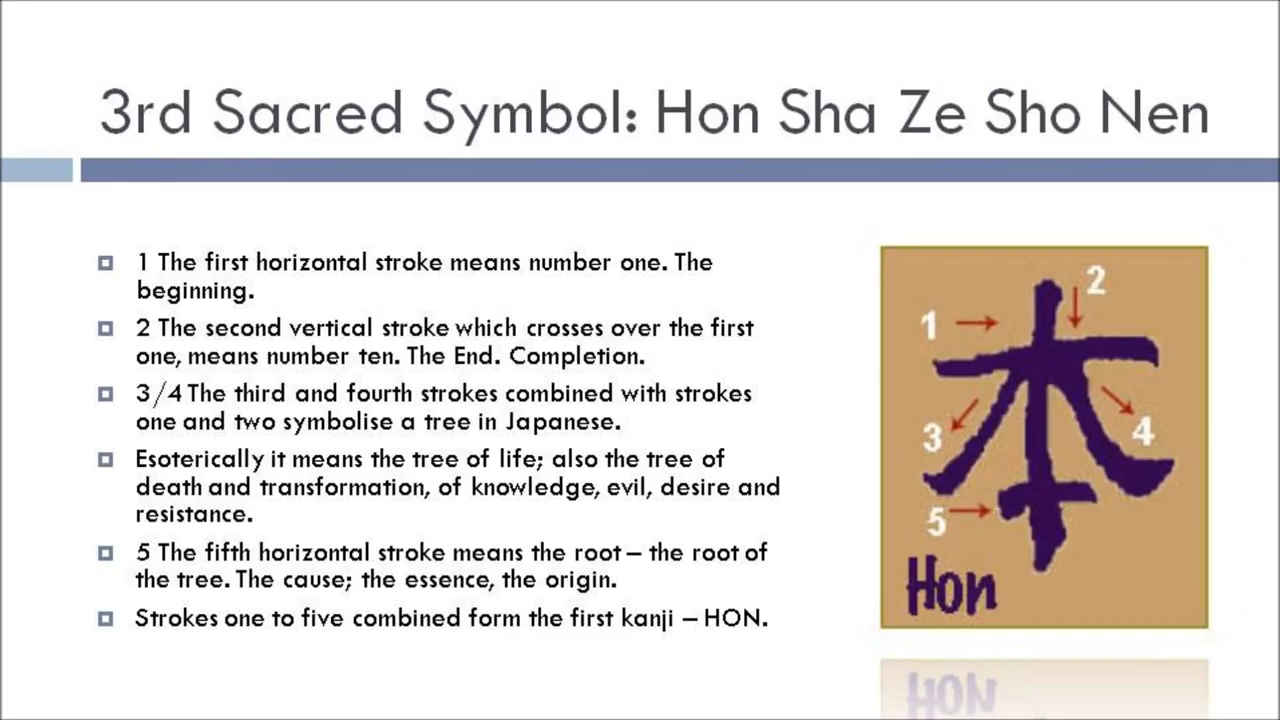 3rd Sacred Symbol: Hon Sha Ze Sho Nen
1 The first horizontal stroke means number one. The
beginning.
2 The second vertical stroke which crosses over the first
one, means number ten. The End. Completion.
3/4 The third and fourth strokes combined with strokes
one and two symbolise a tree in Japanese.
Esoterically it means the tree of life; also the tree of
death and transformation, of knowledge, evil, desire and
resistance.
5 The fifth horizontal stroke means the root – the root of
the tree. The cause; the essence, the origin.
Strokes one to five combined form the first kanji – HON.
2
1
本
3
4
5
Hon